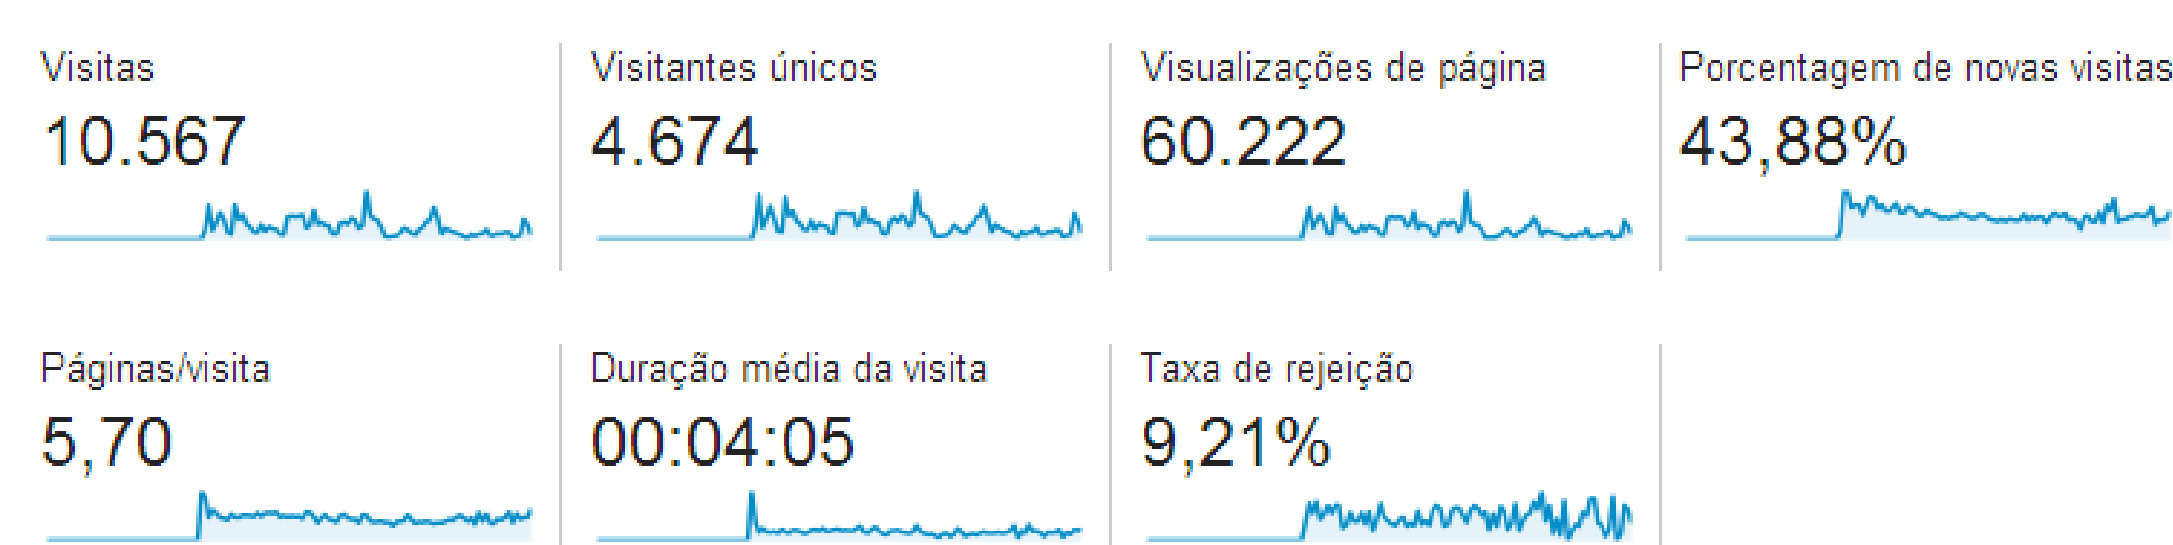 Visitas
10.567
Visitantes únicos
4.674
Visualizações de página
60.222
Porcentagem de novas visitas
43,88%
Páginas/visita
5,70
Duração média da visita
00:04:05
Taxa de rejeição
9,21%